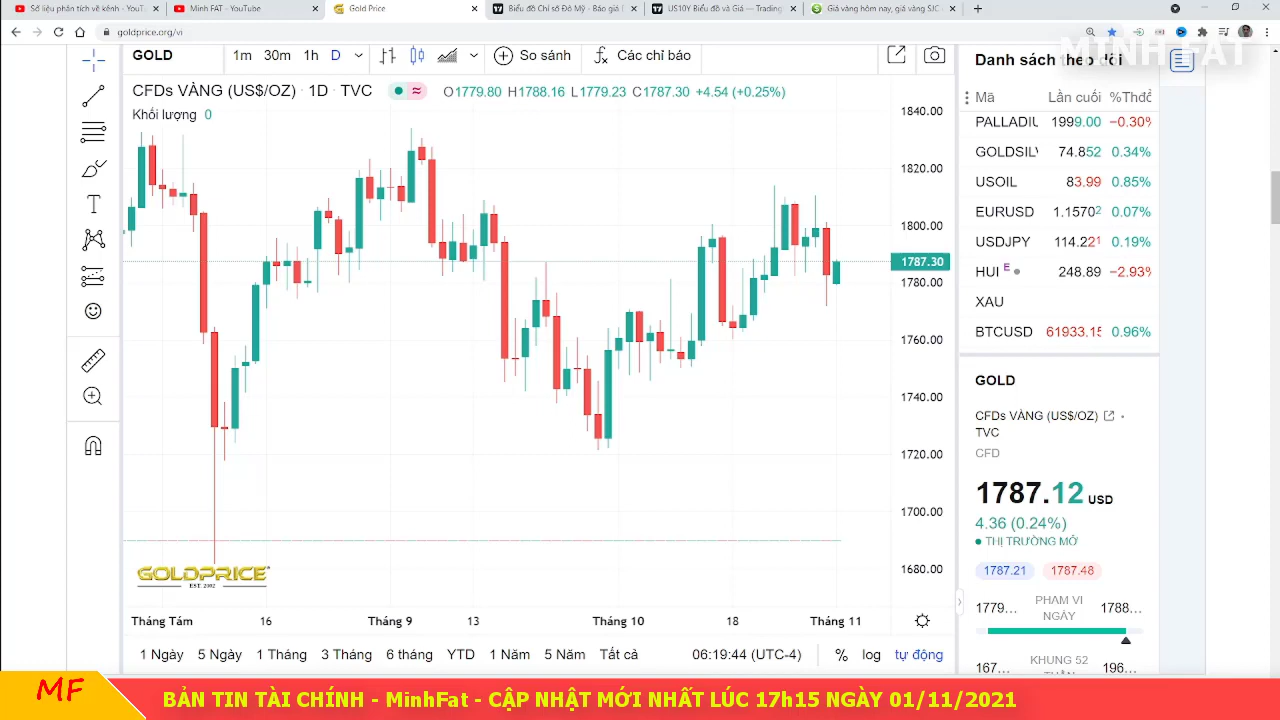 Số liệu phân tích về kênh - YouT
Minh FAT - YouTube
Gold Price
Biểu đồ Chỉ số Đô Mỹ - Báo giá
US10Y Biểu đồ và Giá — Trading
Giá vàng hôm nay, giá vàng SJC
goldprice.org/vi
MINH FAT
GOLD
1m 30m 1h D
So sánh
Các chỉ báo
Danh sách theo dõi
CFDs VÀNG (US$/OZ) · 1D · TVC
O1779.80 H1788.16 L1779.23 C1787.30 +4.54 (+0.25%)
Khối lượng 0
Mã Lần cuối %Thđổ
PALLADIU 1999.00 −0.30%
GOLDSILV 74.852 0.34%
USOIL 83.99 0.85%
EURUSD 1.15702 0.07%
USDJPY 114.221 0.19%
HUI E 248.89 −2.93%
XAU
BTCUSD 61933.15 0.96%
1840.00
1820.00
1800.00
1787.30
1780.00
1760.00
1740.00
1720.00
1700.00
1680.00
GOLD
CFDs VÀNG (US$/OZ)
TVC
CFD
1787.12 USD
4.36 (0.24%)
THỊ TRƯỜNG MỞ
1787.21 1787.48
1779... PHẠM VI NGÀY 1788...
167... KHUNG 52 TUẦN 196...
GOLDPRICE
EST. 2002
Tháng Tám 16 Tháng 9 13 Tháng 10 18 Tháng 11
1 Ngày 5 Ngày 1 Tháng 3 Tháng 6 tháng YTD 1 Năm 5 Năm Tất cả
06:19:44 (UTC-4) % log tự động
MF
BẢN TIN TÀI CHÍNH - MinhFat - CẬP NHẬT MỚI NHẤT LÚC 17h15 NGÀY 01/11/2021